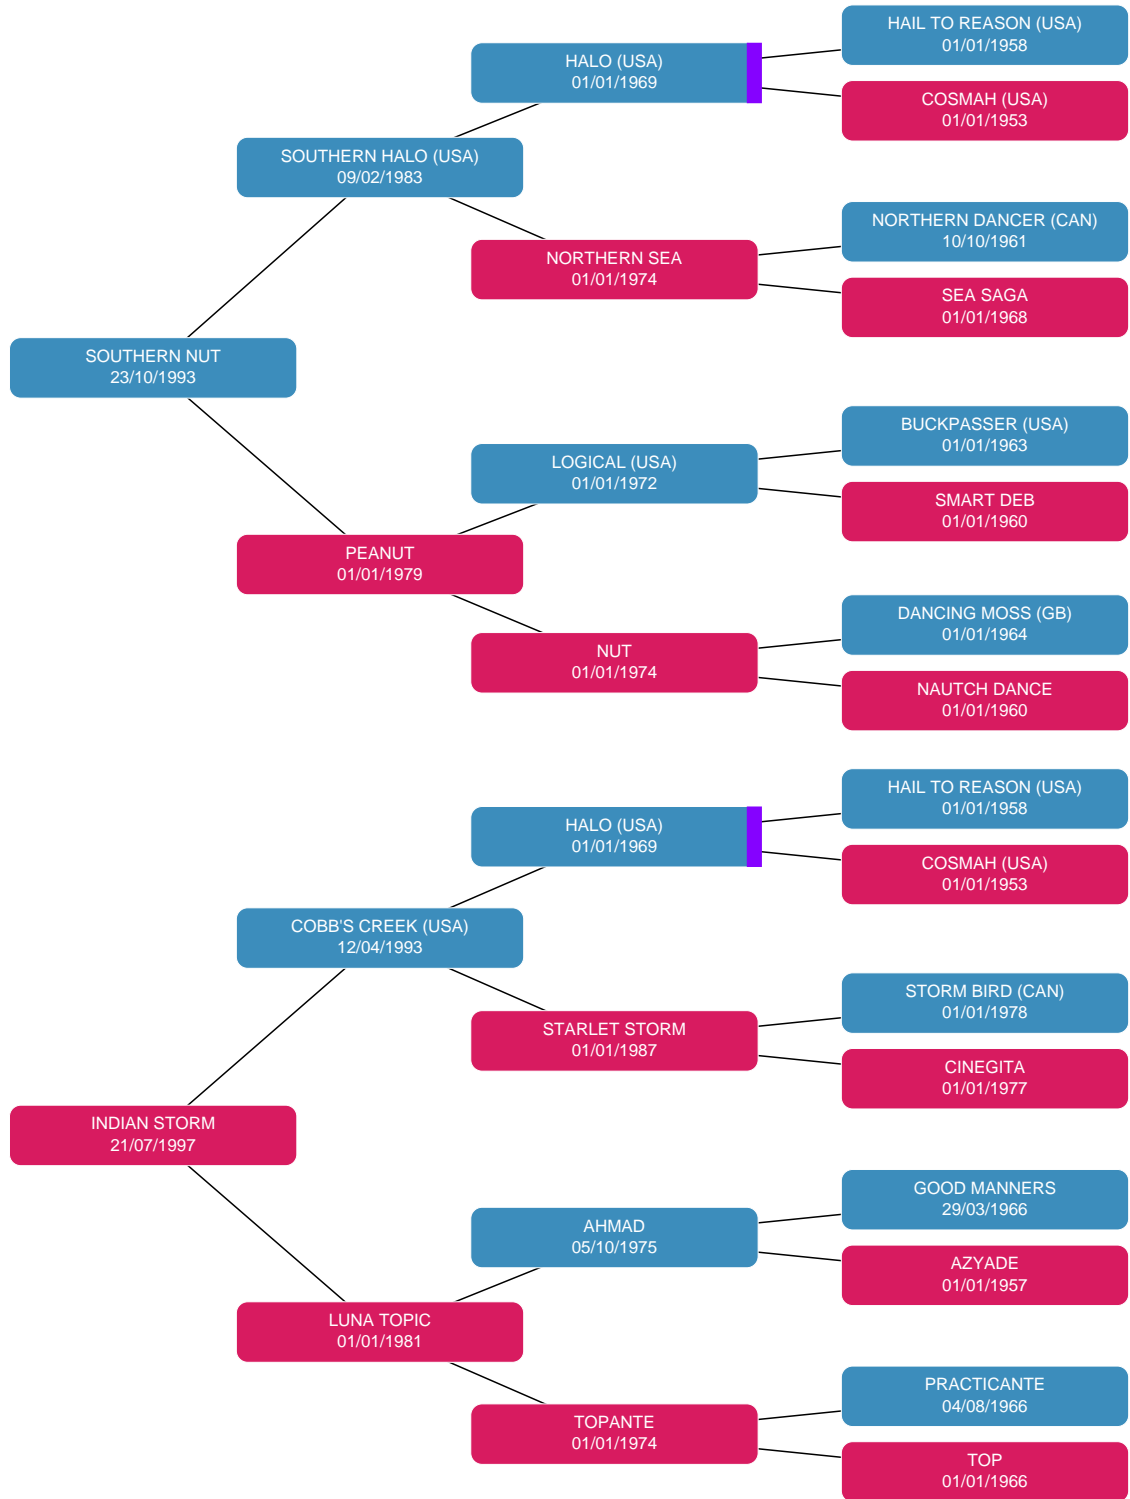 HAIL TO REASON (USA)
01/01/1958
HALO (USA)
01/01/1969
COSMAH (USA)
01/01/1953
SOUTHERN HALO (USA)
09/02/1983
NORTHERN DANCER (CAN)
10/10/1961
NORTHERN SEA
01/01/1974
SEA SAGA
01/01/1968
SOUTHERN NUT
23/10/1993
BUCKPASSER (USA)
01/01/1963
LOGICAL (USA)
01/01/1972
SMART DEB
01/01/1960
PEANUT
01/01/1979
DANCING MOSS (GB)
01/01/1964
NUT
01/01/1974
NAUTCH DANCE
01/01/1960
HAIL TO REASON (USA)
01/01/1958
HALO (USA)
01/01/1969
COSMAH (USA)
01/01/1953
COBB'S CREEK (USA)
12/04/1993
STORM BIRD (CAN)
01/01/1978
STARLET STORM
01/01/1987
CINEGITA
01/01/1977
INDIAN STORM
21/07/1997
GOOD MANNERS
29/03/1966
AHMAD
05/10/1975
AZYADE
01/01/1957
LUNA TOPIC
01/01/1981
PRACTICANTE
04/08/1966
TOPANTE
01/01/1974
TOP
01/01/1966